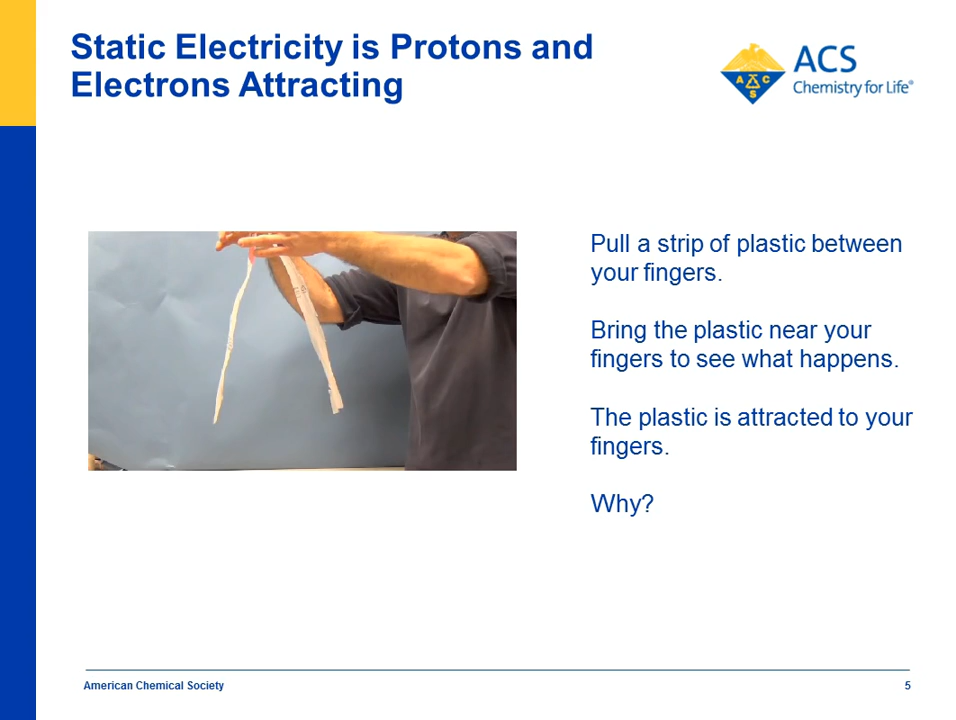 Static Electricity is Protons and
Electrons Attracting
A C S
ACS
Chemistry for Life®
Pull a strip of plastic between
your fingers.
Bring the plastic near your
fingers to see what happens.
The plastic is attracted to your
fingers.
Why?
American Chemical Society
5